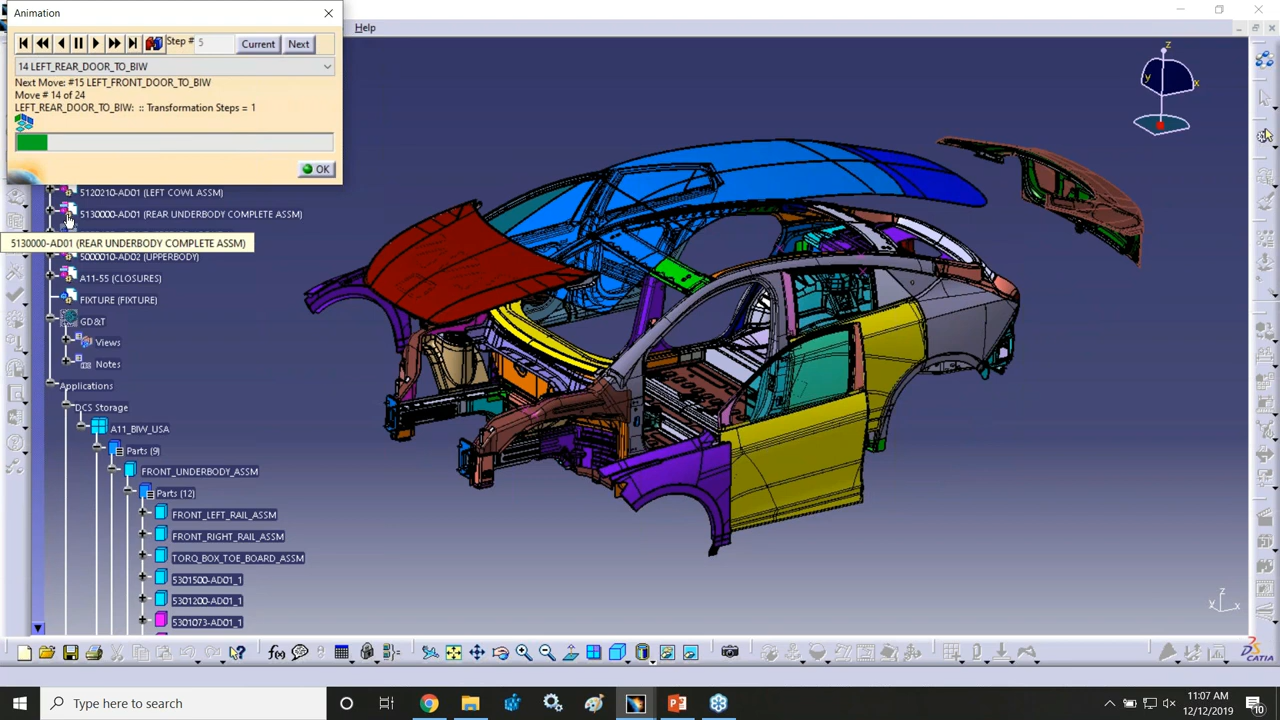 Animation
Help
Step # 5 Current Next
14 LEFT_REAR_DOOR_TO_BIW
Next Move: #15 LEFT_FRONT_DOOR_TO_BIW
Move # 14 of 24
LEFT_REAR_DOOR_TO_BIW: :: Transformation Steps = 1
OK
5120210-AD01 (LEFT COWL ASSM)
5130000-AD01 (REAR UNDERBODY COMPLETE ASSM)
5130000-AD01 (REAR UNDERBODY COMPLETE ASSM)
5000010-AD02 (UPPERBODY)
A11-55 (CLOSURES)
FIXTURE (FIXTURE)
GD&T
Views
Notes
Applications
DCS Storage
A11_BIW_USA
Parts (9)
FRONT_UNDERBODY_ASSM
Parts (12)
FRONT_LEFT_RAIL_ASSM
FRONT_RIGHT_RAIL_ASSM
TORQ_BOX_TOE_BOARD_ASSM
5301500-AD01_1
5301200-AD01_1
5301073-AD01_1
z
y
x
z
y x
f(x)
CATIA
Type here to search
11:07 AM
12/12/2019
10